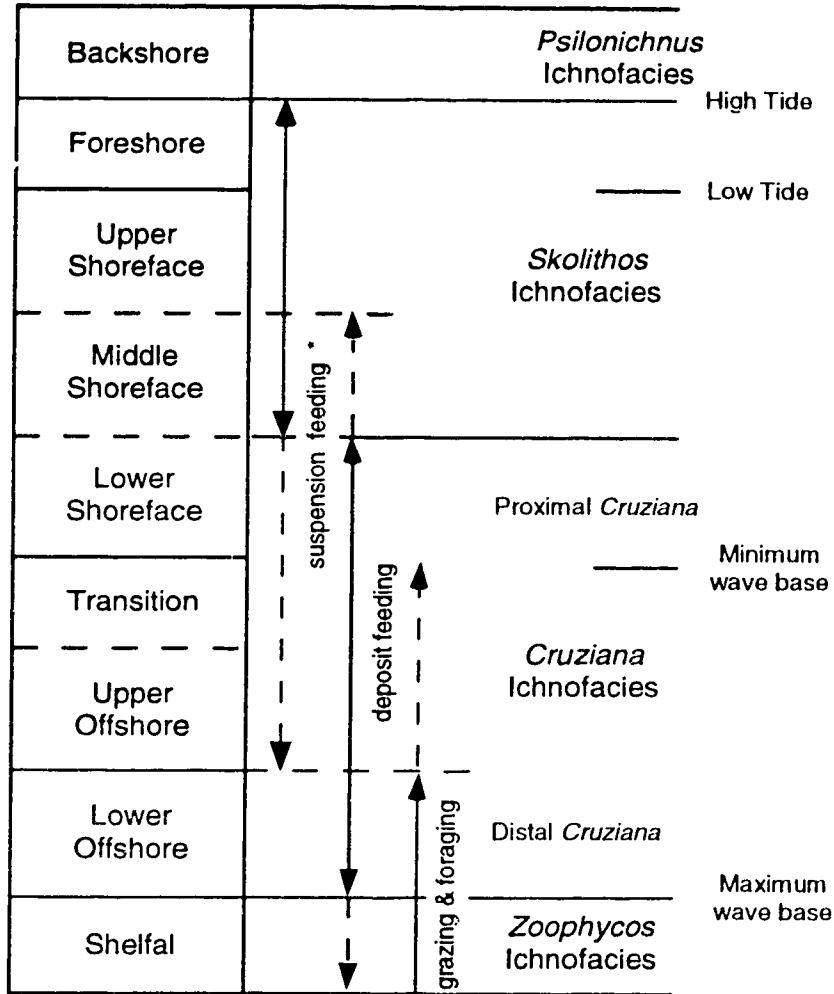 Backshore
Psilonichnus
Ichnofacies
High Tide
Foreshore
Low Tide
Upper
Shoreface
Skolithos
Ichnofacies
Middle
Shoreface
suspension feeding *
Lower
Shoreface
Proximal Cruziana
Minimum
wave base
Transition
deposit feeding
Cruziana
Ichnofacies
Upper
Offshore
Lower
Offshore
grazing & foraging
Distal Cruziana
Maximum
wave base
Shelfal
Zoophycos
Ichnofacies